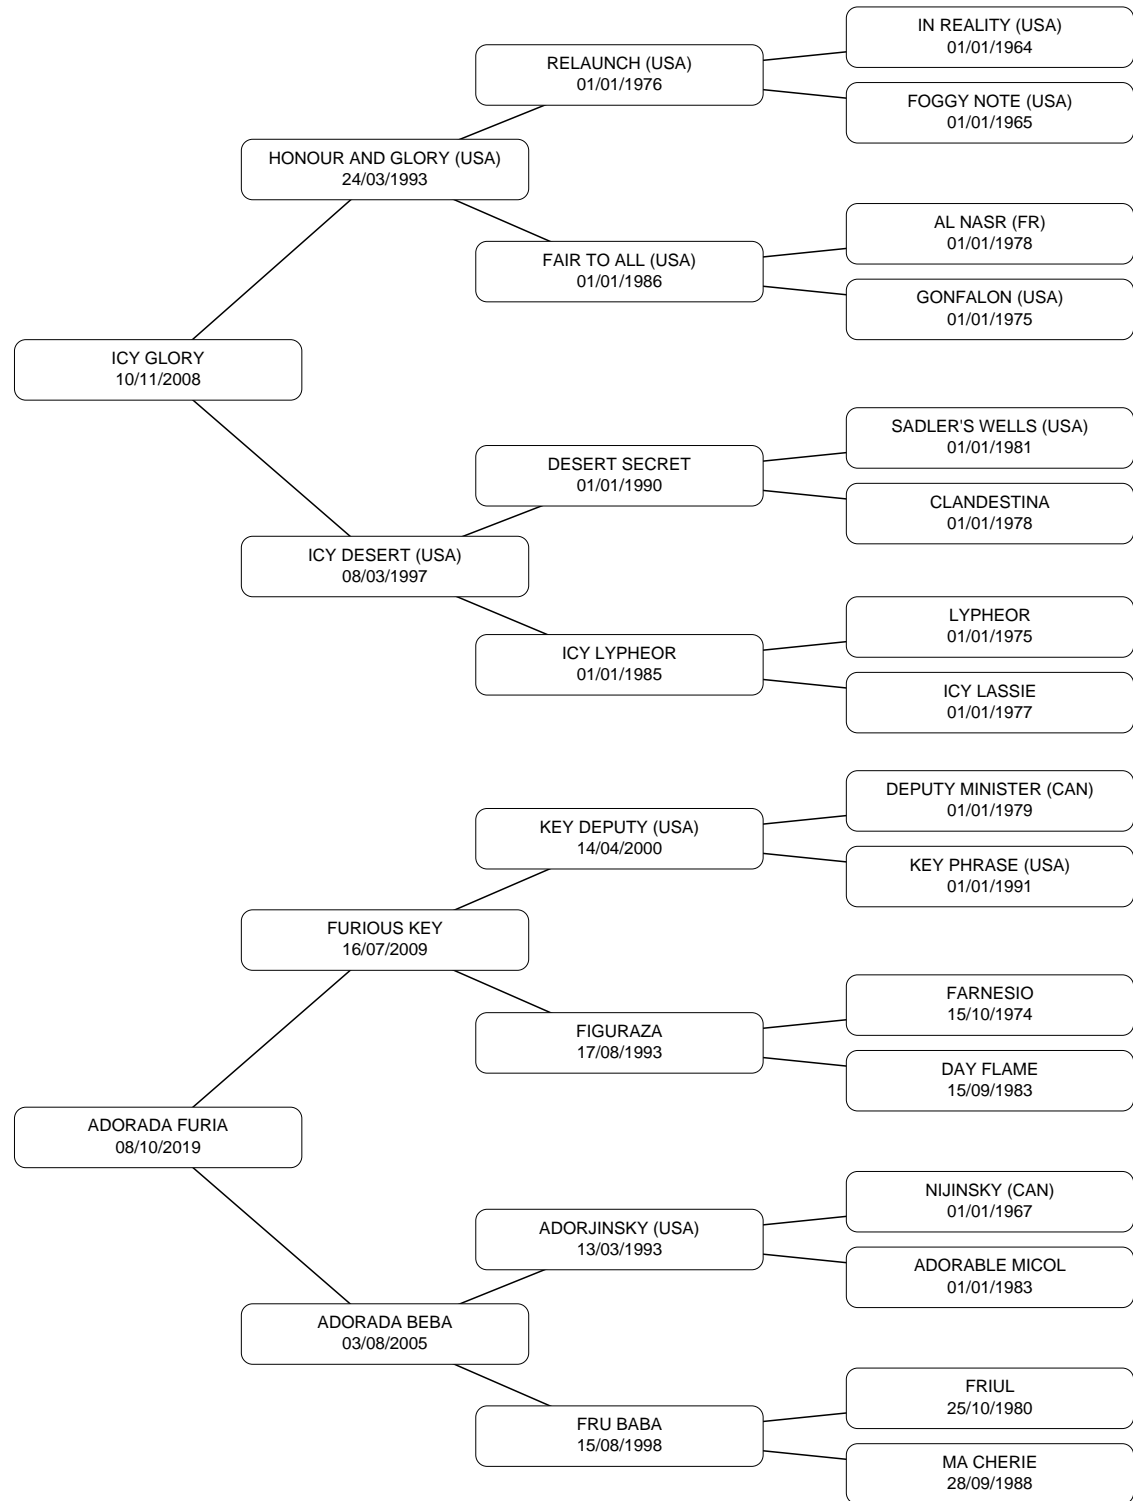 IN REALITY (USA)
01/01/1964
RELAUNCH (USA)
01/01/1976
FOGGY NOTE (USA)
01/01/1965
HONOUR AND GLORY (USA)
24/03/1993
AL NASR (FR)
01/01/1978
FAIR TO ALL (USA)
01/01/1986
GONFALON (USA)
01/01/1975
ICY GLORY
10/11/2008
SADLER'S WELLS (USA)
01/01/1981
DESERT SECRET
01/01/1990
CLANDESTINA
01/01/1978
ICY DESERT (USA)
08/03/1997
LYPHEOR
01/01/1975
ICY LYPHEOR
01/01/1985
ICY LASSIE
01/01/1977
DEPUTY MINISTER (CAN)
01/01/1979
KEY DEPUTY (USA)
14/04/2000
KEY PHRASE (USA)
01/01/1991
FURIOUS KEY
16/07/2009
FARNESIO
15/10/1974
FIGURAZA
17/08/1993
DAY FLAME
15/09/1983
ADORADA FURIA
08/10/2019
NIJINSKY (CAN)
01/01/1967
ADORJINSKY (USA)
13/03/1993
ADORABLE MICOL
01/01/1983
ADORADA BEBA
03/08/2005
FRIUL
25/10/1980
FRU BABA
15/08/1998
MA CHERIE
28/09/1988